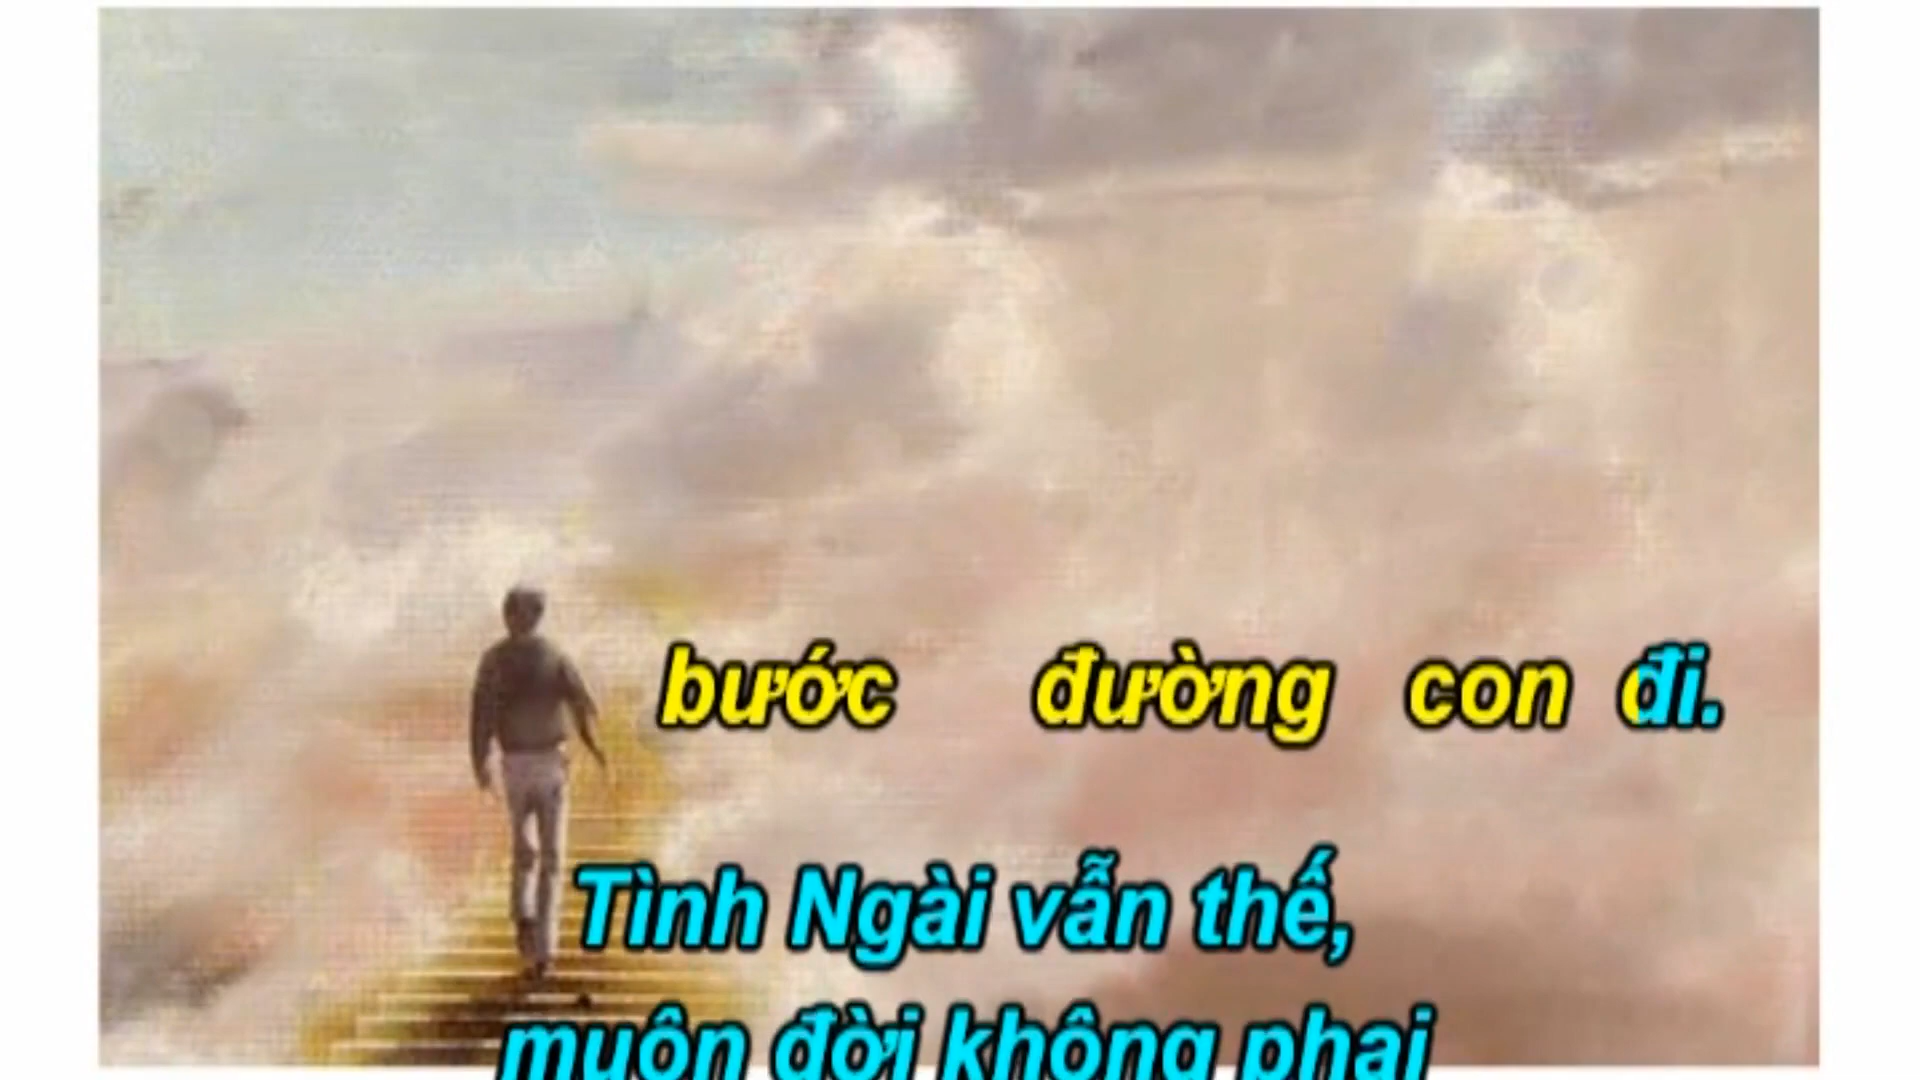 bước đường con đi.
Tình Ngài vẫn thế,
muôn đời không phai